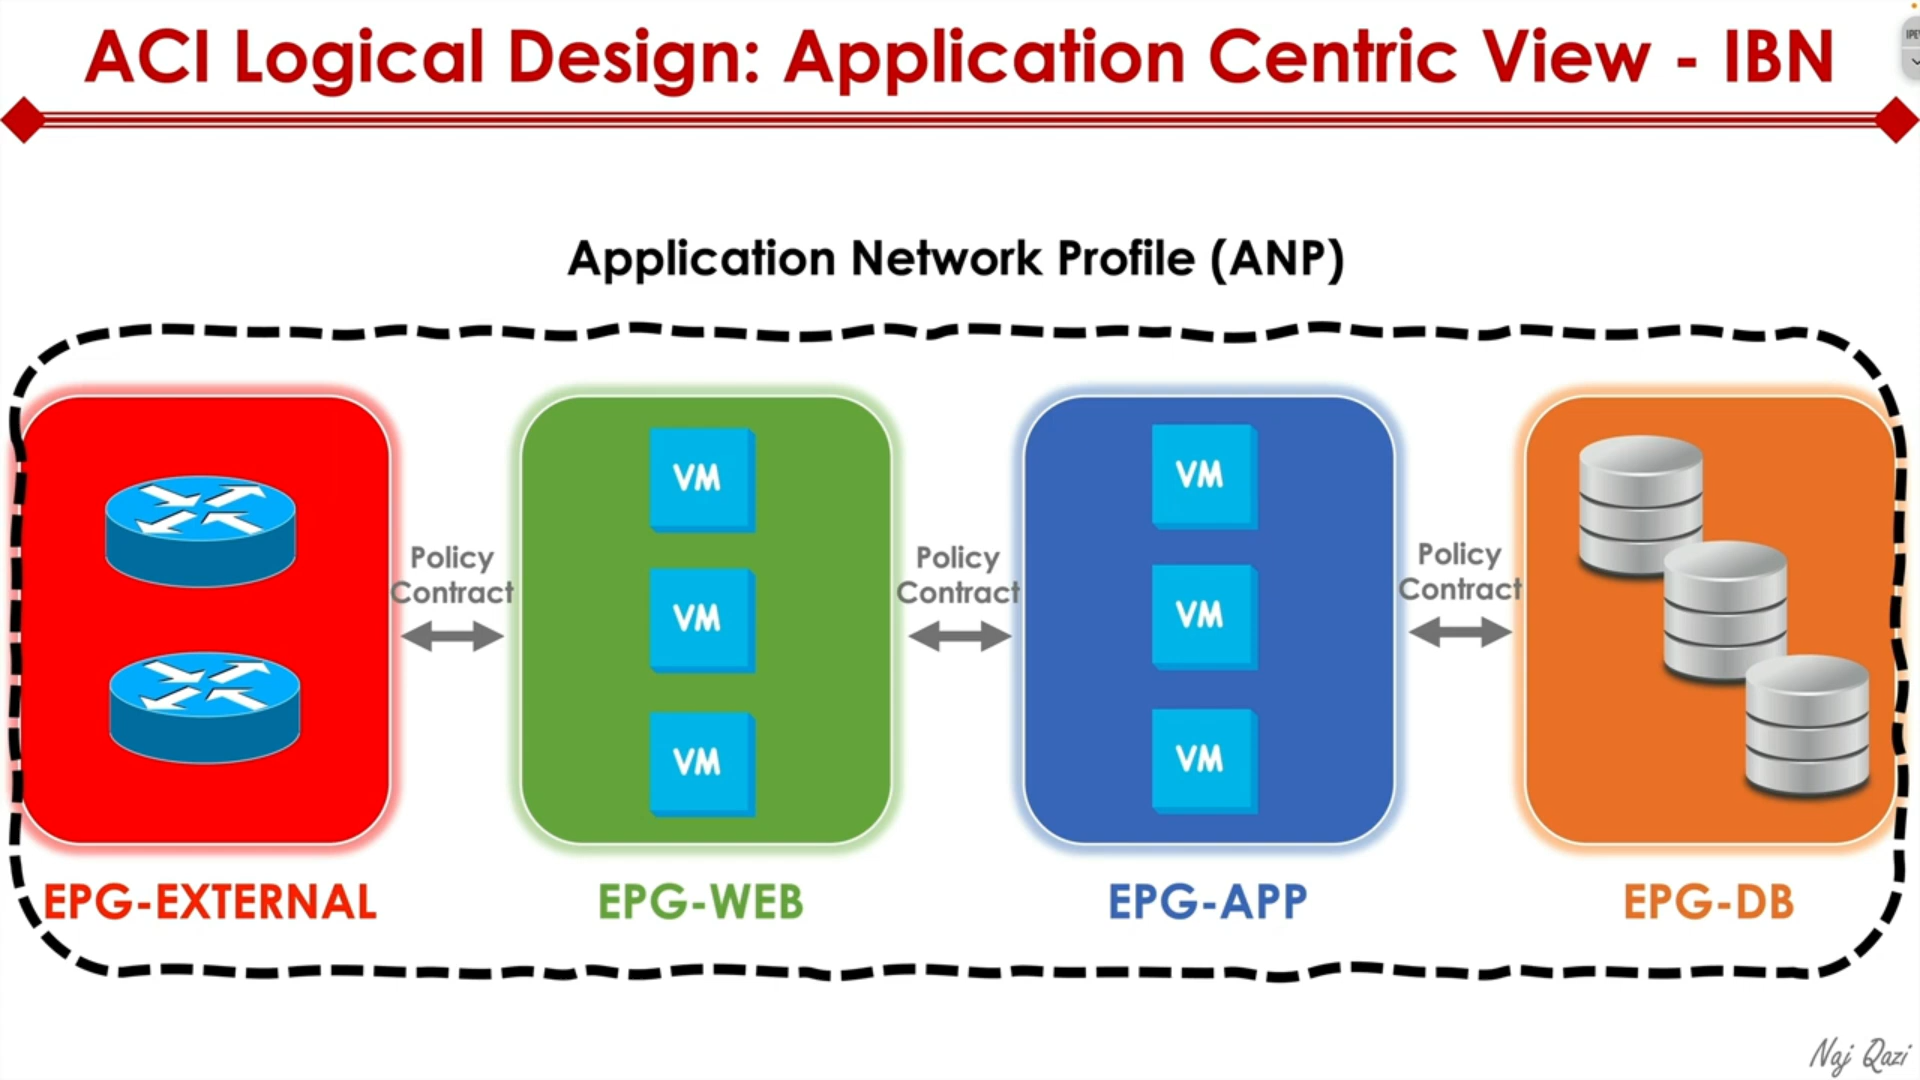 ACI Logical Design: Application Centric View - IBN
Application Network Profile (ANP)
VM
VM
VM
VM
VM
VM
Policy
Contract
Policy
Contract
Policy
Contract
EPG-EXTERNAL
EPG-WEB
EPG-APP
EPG-DB
Naj Qazi